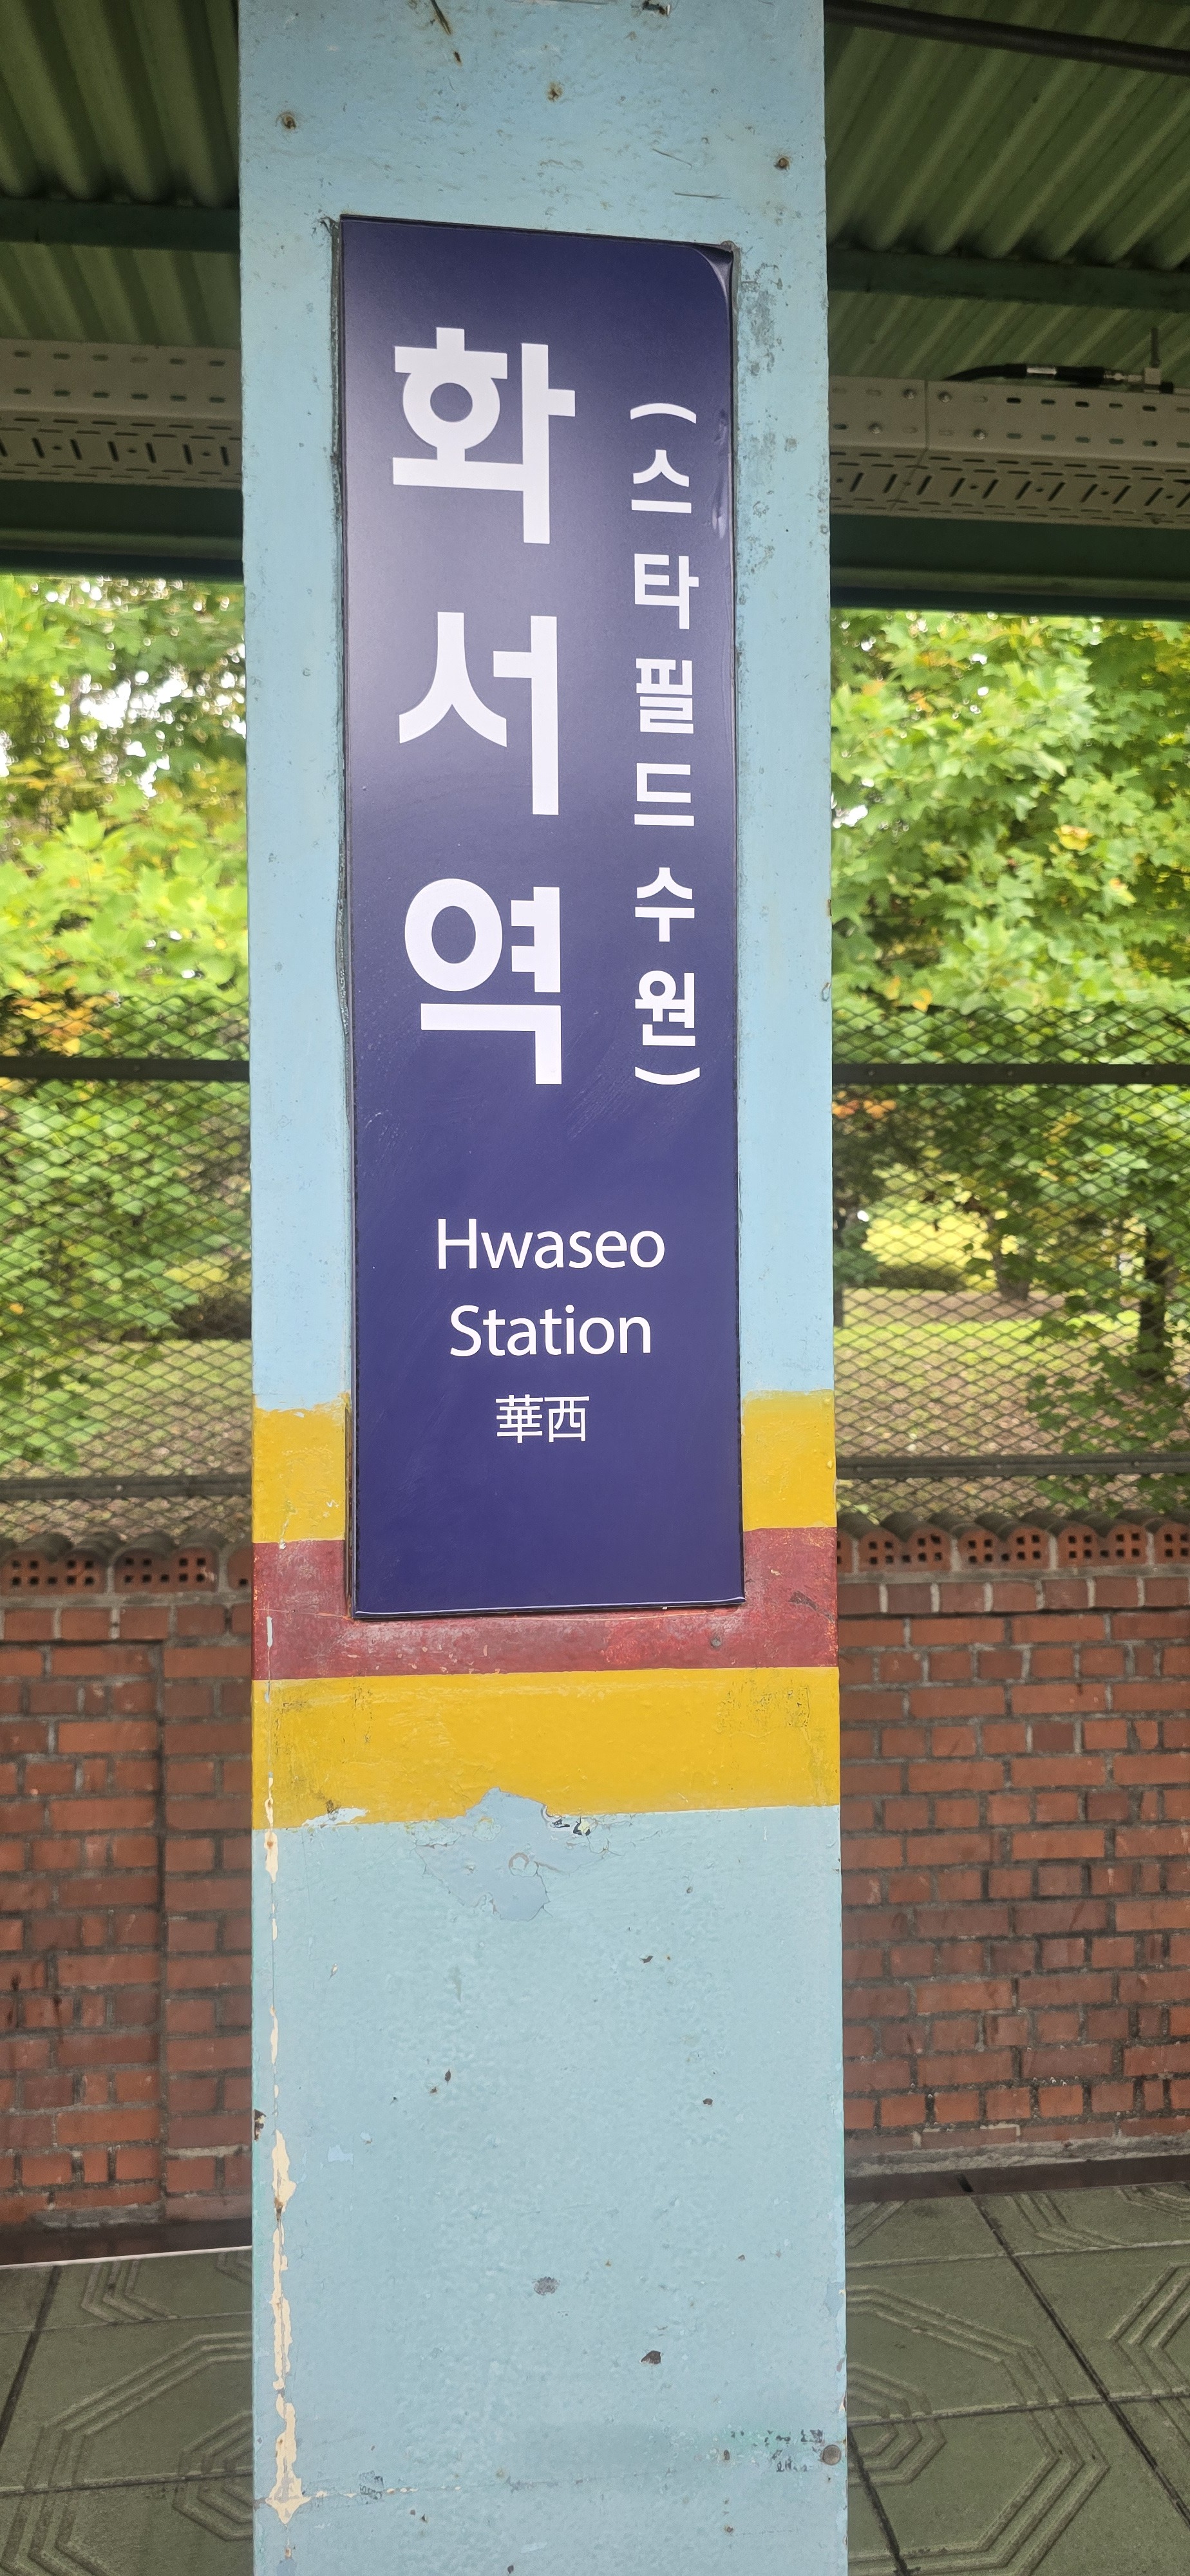 화서역
(스타필드수원)
Hwaseo
Station
華西